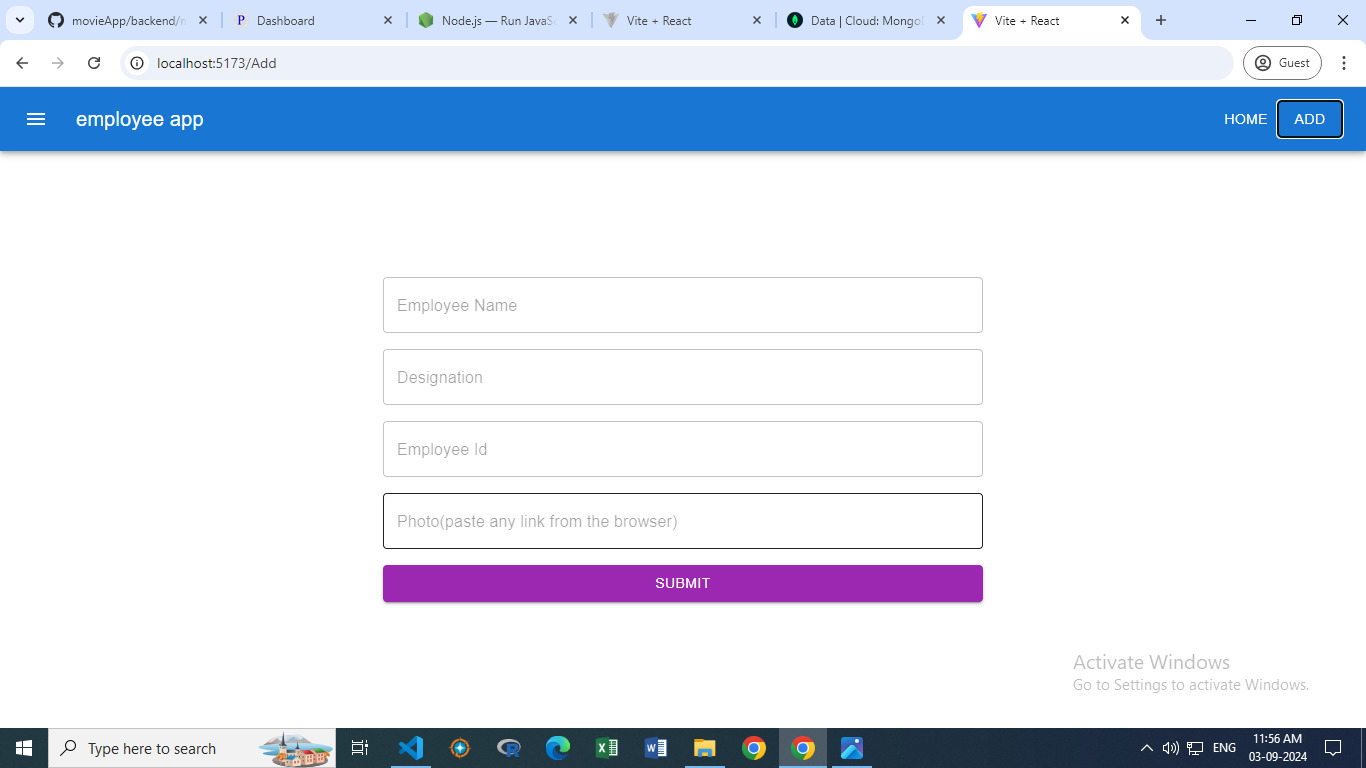 movieApp/backend/n
Dashboard
Node.js — Run JavaSc
Vite + React
Data | Cloud: MongoD
Vite + React
localhost:5173/Add
Guest
employee app
HOME
ADD
Employee Name
Designation
Employee Id
Photo(paste any link from the browser)
SUBMIT
Activate Windows
Go to Settings to activate Windows.
Type here to search
ENG
11:56 AM
03-09-2024